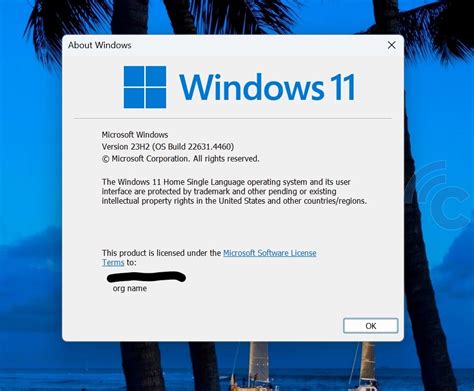 About Windows
Windows 11
Microsoft Windows
Version 23H2 (OS Build 22631.4460)
© Microsoft Corporation. All rights reserved.
The Windows 11 Home Single Language operating system and its user
interface are protected by trademark and other pending or existing
intellectual property rights in the United States and other countries/regions.
This product is licensed under the Microsoft Software License
Terms to:
org name
OK